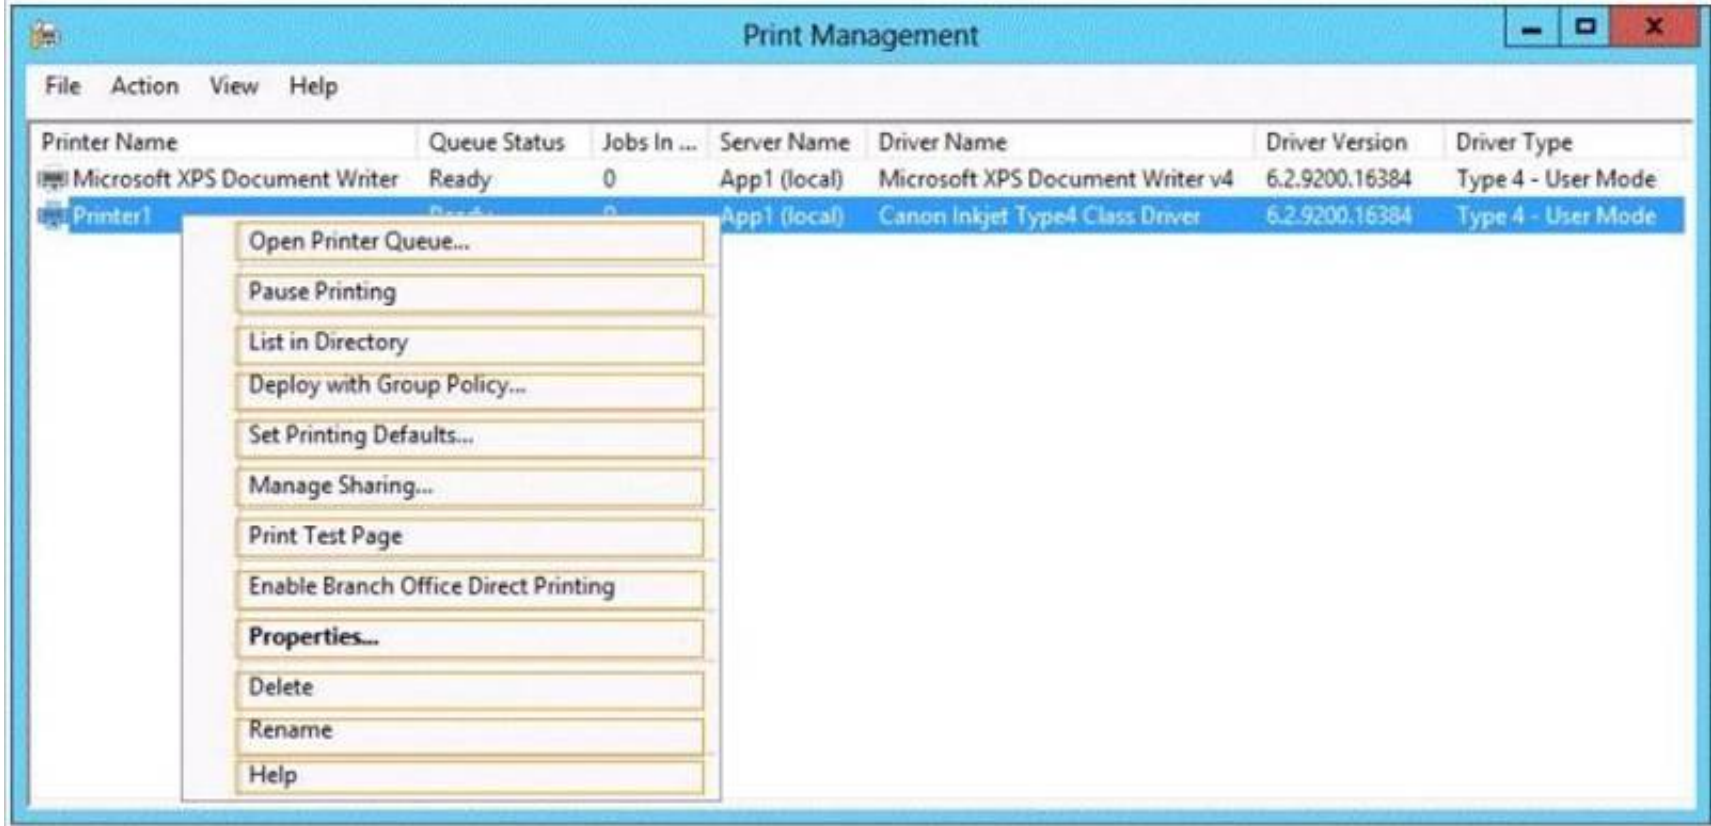 Print Management
File Action View Help
Printer Name Queue Status Jobs In ... Server Name Driver Name Driver Version Driver Type
Microsoft XPS Document Writer Ready 0 App1 (local) Microsoft XPS Document Writer v4 6.2.9200.16384 Type 4 - User Mode
Printer1 Ready 0 App1 (local) Canon Inkjet Type4 Class Driver 6.2.9200.16384 Type 4 - User Mode
Open Printer Queue...
Pause Printing
List in Directory
Deploy with Group Policy...
Set Printing Defaults...
Manage Sharing...
Print Test Page
Enable Branch Office Direct Printing
Properties...
Delete
Rename
Help